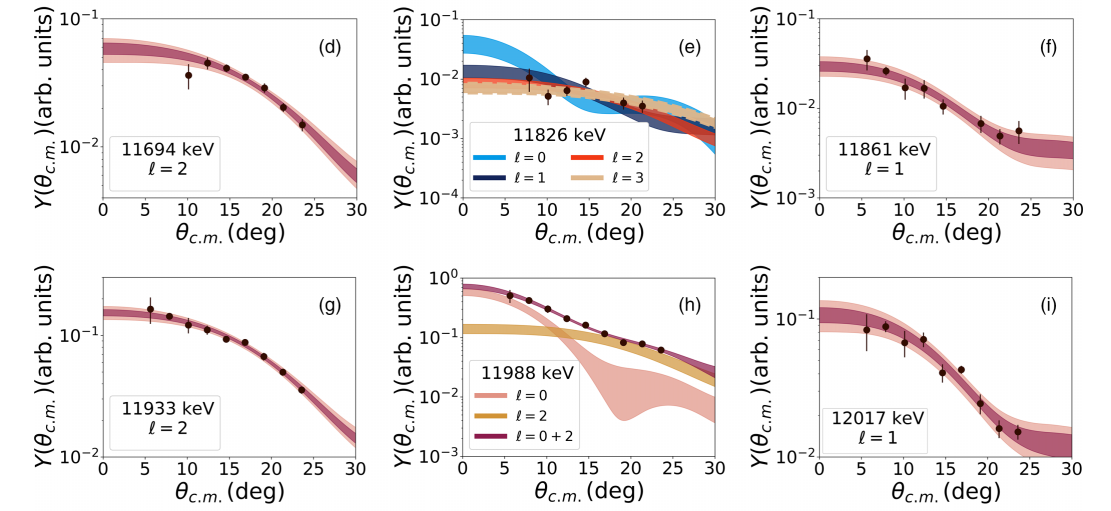 10⁻¹
10⁻²
Y(θc.m.)(arb. units)
(d)
11694 keV
ℓ = 2
0 5 10 15 20 25 30
θc.m. (deg)
10⁻¹
10⁻²
10⁻³
10⁻⁴
Y(θc.m.)(arb. units)
(e)
11826 keV
ℓ = 0 ℓ = 2
ℓ = 1 ℓ = 3
0 5 10 15 20 25 30
θc.m. (deg)
10⁻¹
10⁻²
10⁻³
Y(θc.m.)(arb. units)
(f)
11861 keV
ℓ = 1
0 5 10 15 20 25 30
θc.m. (deg)
10⁻¹
10⁻²
Y(θc.m.)(arb. units)
(g)
11933 keV
ℓ = 2
0 5 10 15 20 25 30
θc.m. (deg)
10⁰
10⁻¹
10⁻²
10⁻³
Y(θc.m.)(arb. units)
(h)
11988 keV
ℓ = 0
ℓ = 2
ℓ = 0 + 2
0 5 10 15 20 25 30
θc.m. (deg)
10⁻¹
10⁻²
Y(θc.m.)(arb. units)
(i)
12017 keV
ℓ = 1
0 5 10 15 20 25 30
θc.m. (deg)